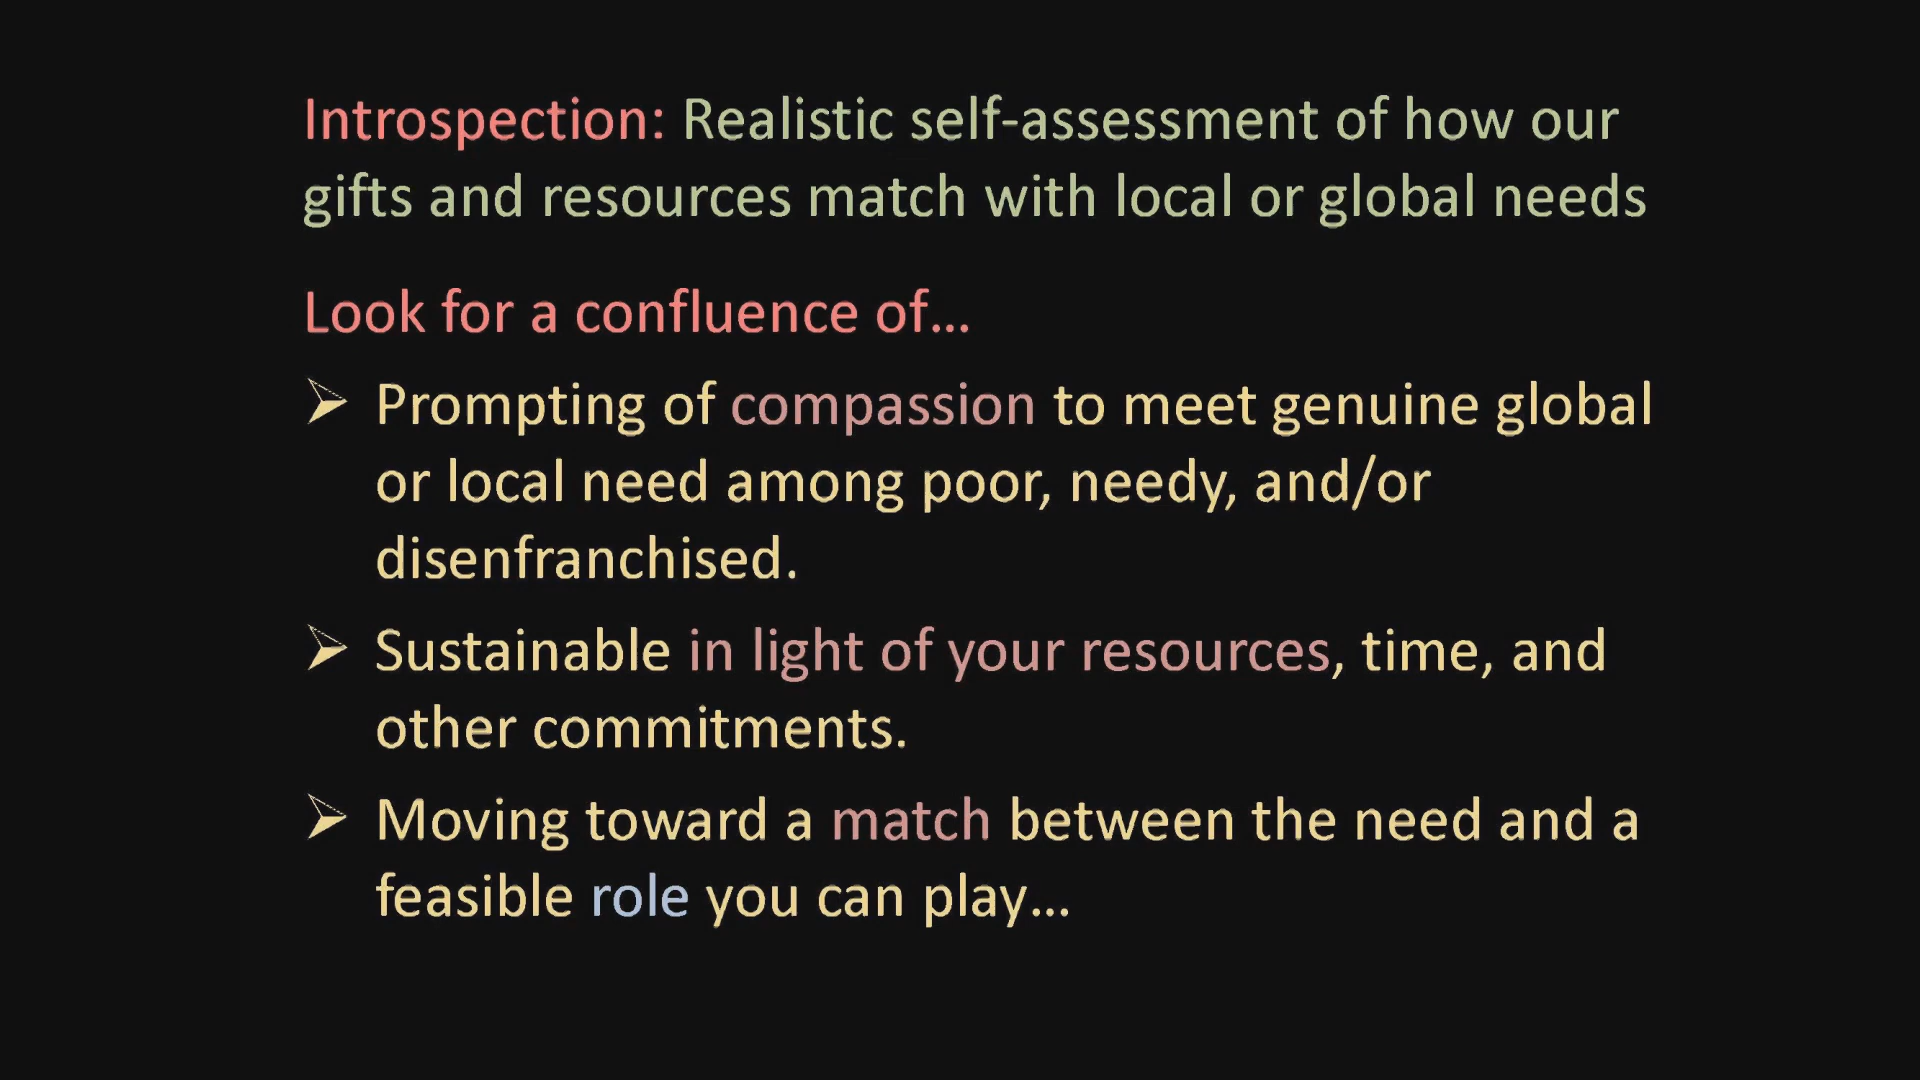 Introspection: Realistic self-assessment of how our
gifts and resources match with local or global needs
Look for a confluence of...
➢ Prompting of compassion to meet genuine global
or local need among poor, needy, and/or
disenfranchised.
➢ Sustainable in light of your resources, time, and
other commitments.
➢ Moving toward a match between the need and a
feasible role you can play...